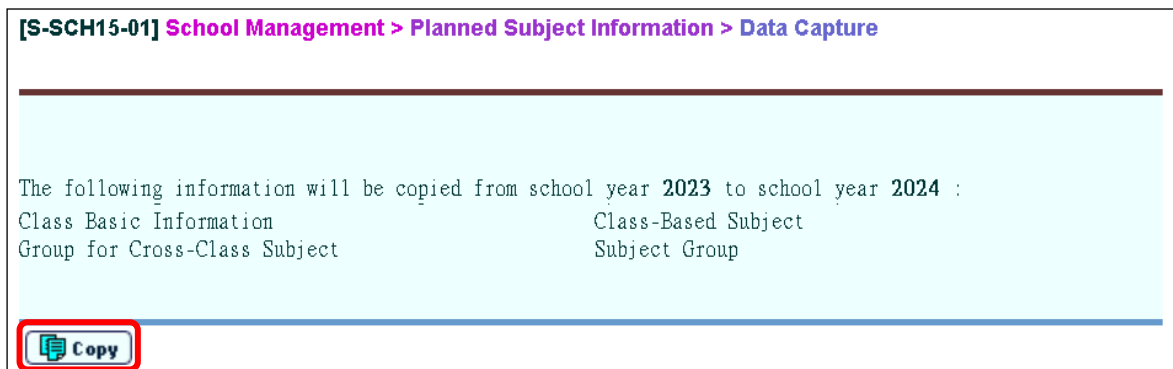 [S-SCH15-01] School Management > Planned Subject Information > Data Capture
The following information will be copied from school year 2023 to school year 2024 :
Class Basic Information Class-Based Subject
Group for Cross-Class Subject Subject Group
Copy